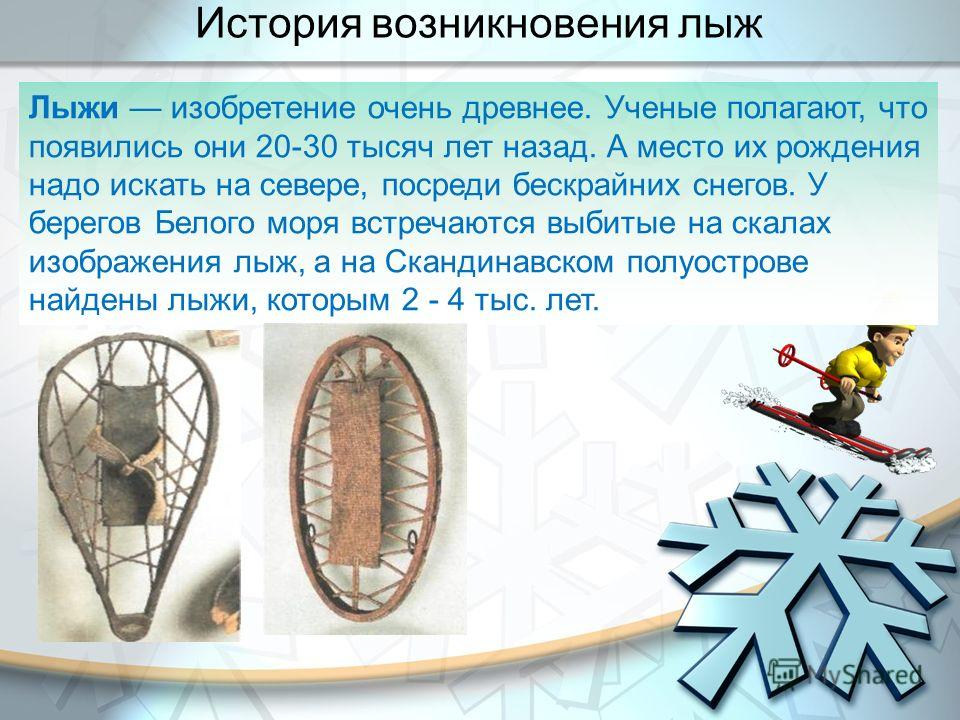 История возникновения лыж
Лыжи — изобретение очень древнее. Ученые полагают, что
появились они 20-30 тысяч лет назад. А место их рождения
надо искать на севере, посреди бескрайних снегов. У
берегов Белого моря встречаются выбитые на скалах
изображения лыж, а на Скандинавском полуострове
найдены лыжи, которым 2 - 4 тыс. лет.
MyShared